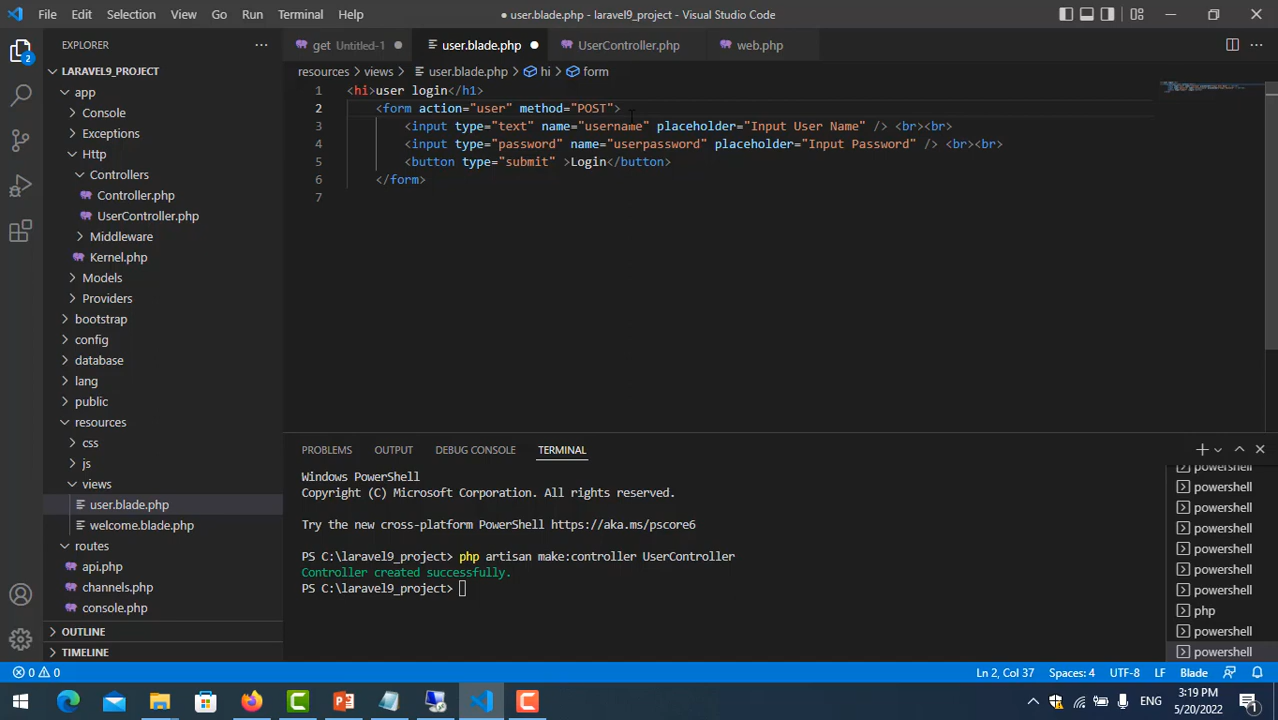 File Edit Selection View Go Run Terminal Help
● user.blade.php - laravel9_project - Visual Studio Code
EXPLORER
get Untitled-1
user.blade.php
UserController.php
web.php
LARAVEL9_PROJECT
resources > views > user.blade.php > hi > form
app
Console
Exceptions
Http
Controllers
Controller.php
UserController.php
Middleware
Kernel.php
Models
Providers
bootstrap
config
database
lang
public
resources
css
js
views
user.blade.php
welcome.blade.php
routes
api.php
channels.php
console.php
OUTLINE
TIMELINE
2
1 <hi>user login</h1>
2 <form action="user" method="POST">
3 <input type="text" name="username" placeholder="Input User Name" /> <br><br>
4 <input type="password" name="userpassword" placeholder="Input Password" /> <br><br>
5 <button type="submit" >Login</button>
6 </form>
7
PROBLEMS OUTPUT DEBUG CONSOLE TERMINAL
Windows PowerShell
Copyright (C) Microsoft Corporation. All rights reserved.
Try the new cross-platform PowerShell https://aka.ms/pscore6
PS C:\laravel9_project> php artisan make:controller UserController
Controller created successfully.
PS C:\laravel9_project>
powershell
powershell
powershell
powershell
powershell
powershell
powershell
php
powershell
powershell
0 0
Ln 2, Col 37 Spaces: 4 UTF-8 LF Blade
ENG
3:19 PM
5/20/2022
1